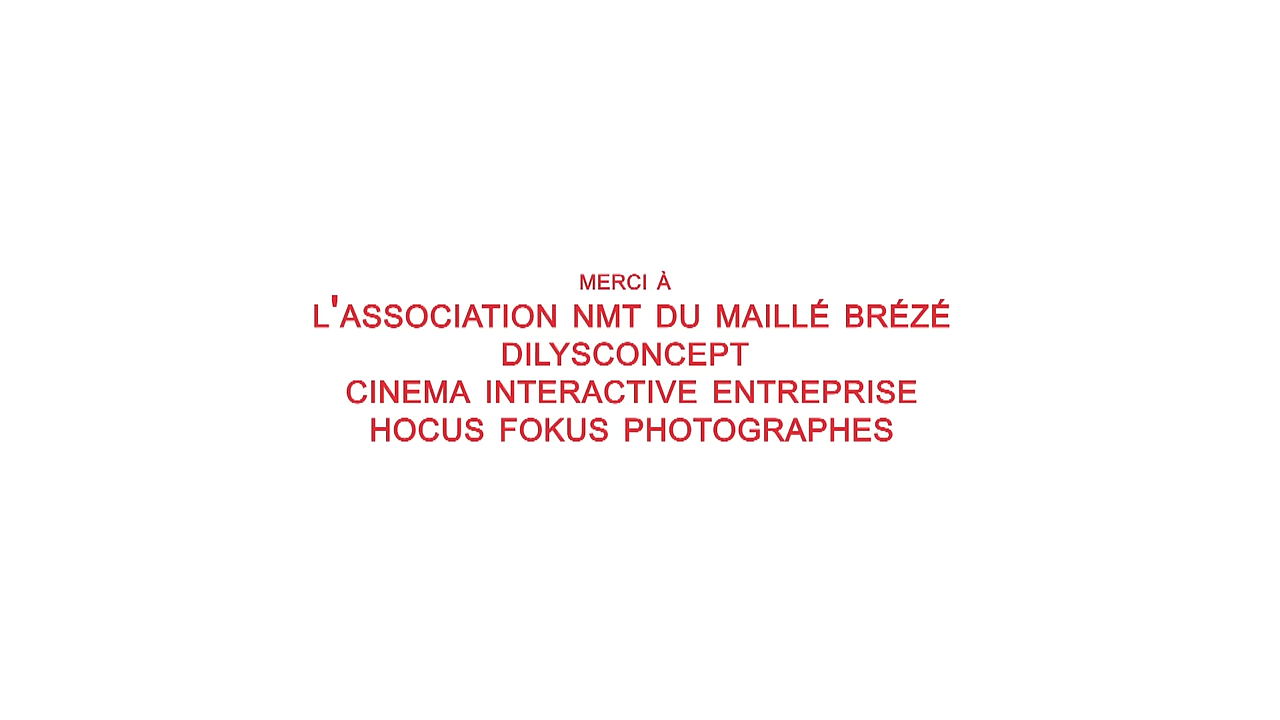 MERCI À
L'ASSOCIATION NMT DU MAILLÉ BRÉZÉ
DILYSCONCEPT
CINEMA INTERACTIVE ENTREPRISE
HOCUS FOKUS PHOTOGRAPHES